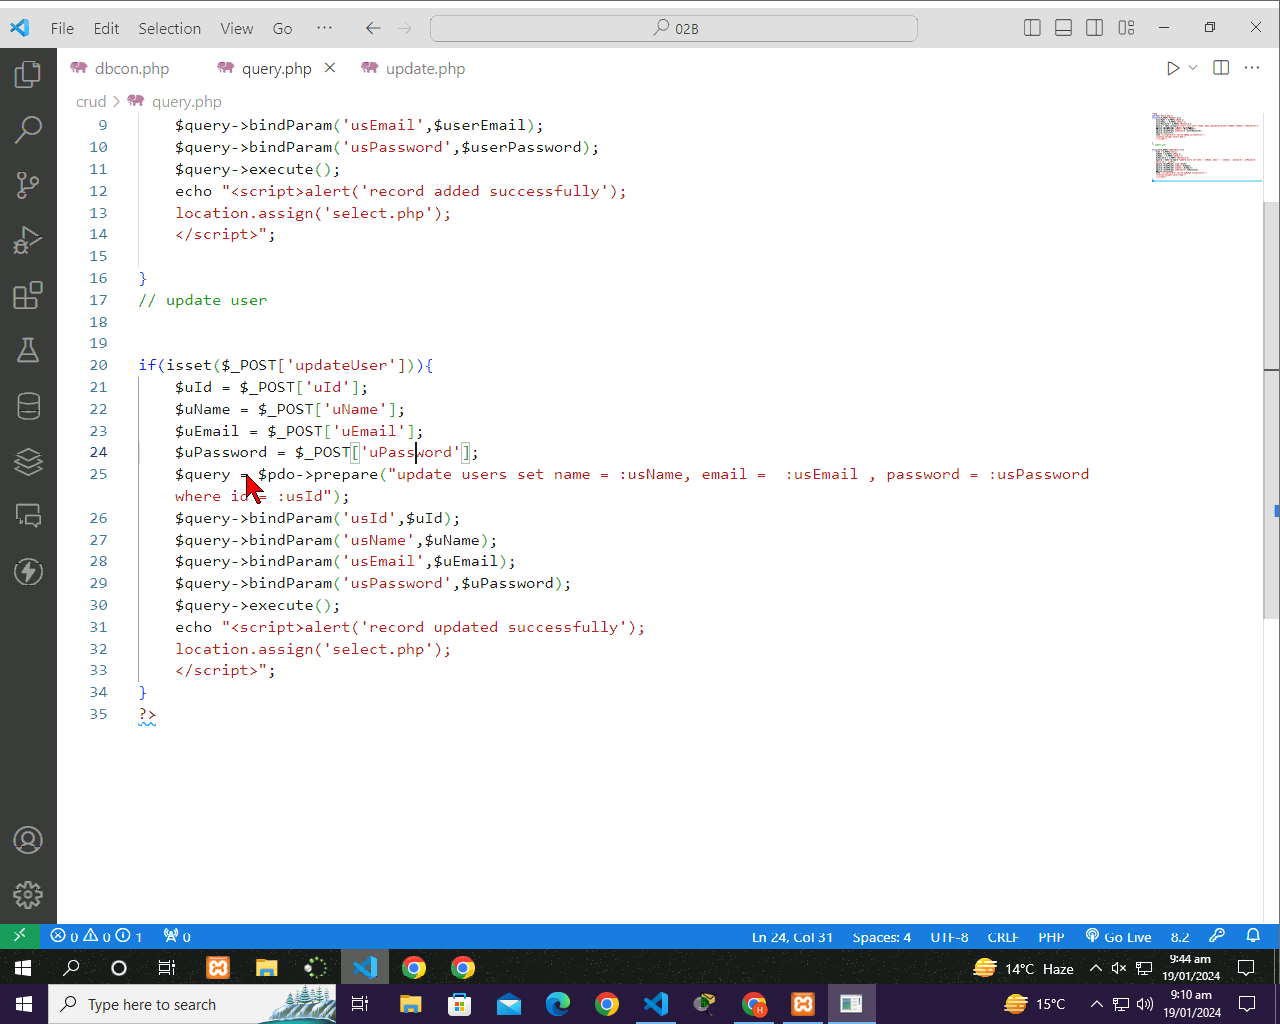 File Edit Selection View Go ··· 02B
dbcon.php query.php update.php
crud > query.php
9 $query->bindParam('usEmail',$userEmail);
10 $query->bindParam('usPassword',$userPassword);
11 $query->execute();
12 echo "<script>alert('record added successfully');
13 location.assign('select.php');
14 </script>";
15
16 }
17 // update user
18
19
20 if(isset($_POST['updateUser'])){
21 $uId = $_POST['uId'];
22 $uName = $_POST['uName'];
23 $uEmail = $_POST['uEmail'];
24 $uPassword = $_POST['uPassword'];
25 $query = $pdo->prepare("update users set name = :usName, email =  :usEmail , password = :usPassword
where id = :usId");
26 $query->bindParam('usId',$uId);
27 $query->bindParam('usName',$uName);
28 $query->bindParam('usEmail',$uEmail);
29 $query->bindParam('usPassword',$uPassword);
30 $query->execute();
31 echo "<script>alert('record updated successfully');
32 location.assign('select.php');
33 </script>";
34 }
35 ?>
0 0 1 0 Ln 24, Col 31 Spaces: 4 UTF-8 CRLF PHP Go Live 8.2
14°C Haze 9:44 am
19/01/2024
Type here to search 15°C 9:10 am
19/01/2024